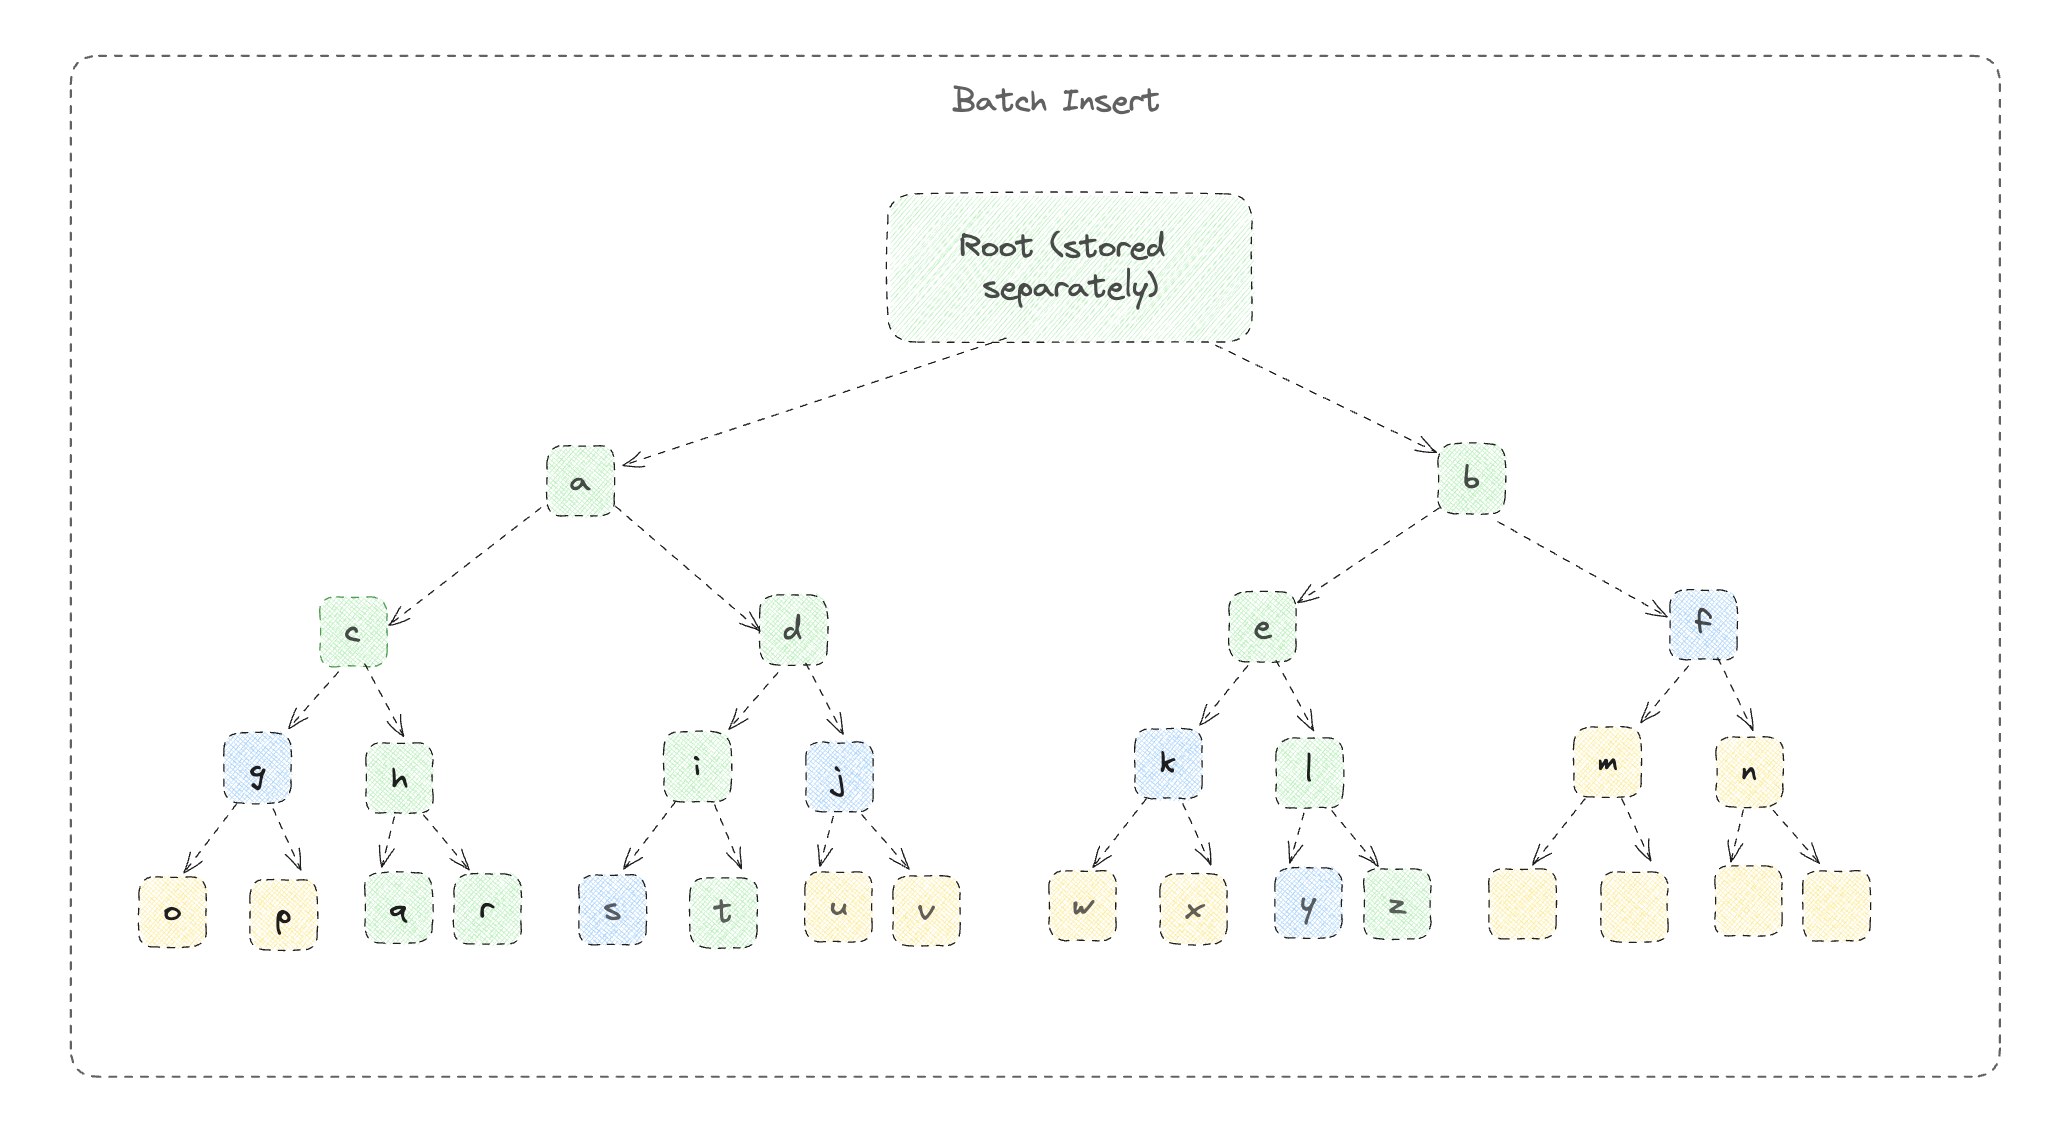 Batch Insert
Root (stored
separately)
a
b
c
d
e
f
g
h
i
j
k
l
m
n
o
p
q
r
s
t
u
v
w
x
y
z